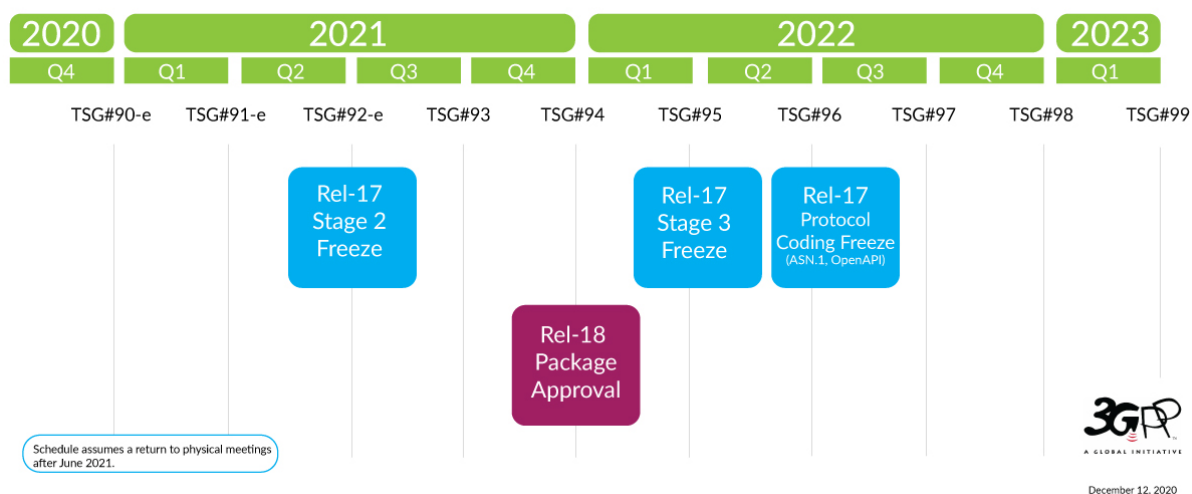 2020 2021 2022 2023
Q4 Q1 Q2 Q3 Q4 Q1 Q2 Q3 Q4 Q1
TSG#90-e TSG#91-e TSG#92-e TSG#93 TSG#94 TSG#95 TSG#96 TSG#97 TSG#98 TSG#99
Rel-17
Stage 2
Freeze
Rel-17
Stage 3
Freeze
Rel-17
Protocol
Coding Freeze
(ASN.1, OpenAPI)
Rel-18
Package
Approval
Schedule assumes a return to physical meetings
after June 2021.
3GPP
TM
A GLOBAL INITIATIVE
December 12, 2020